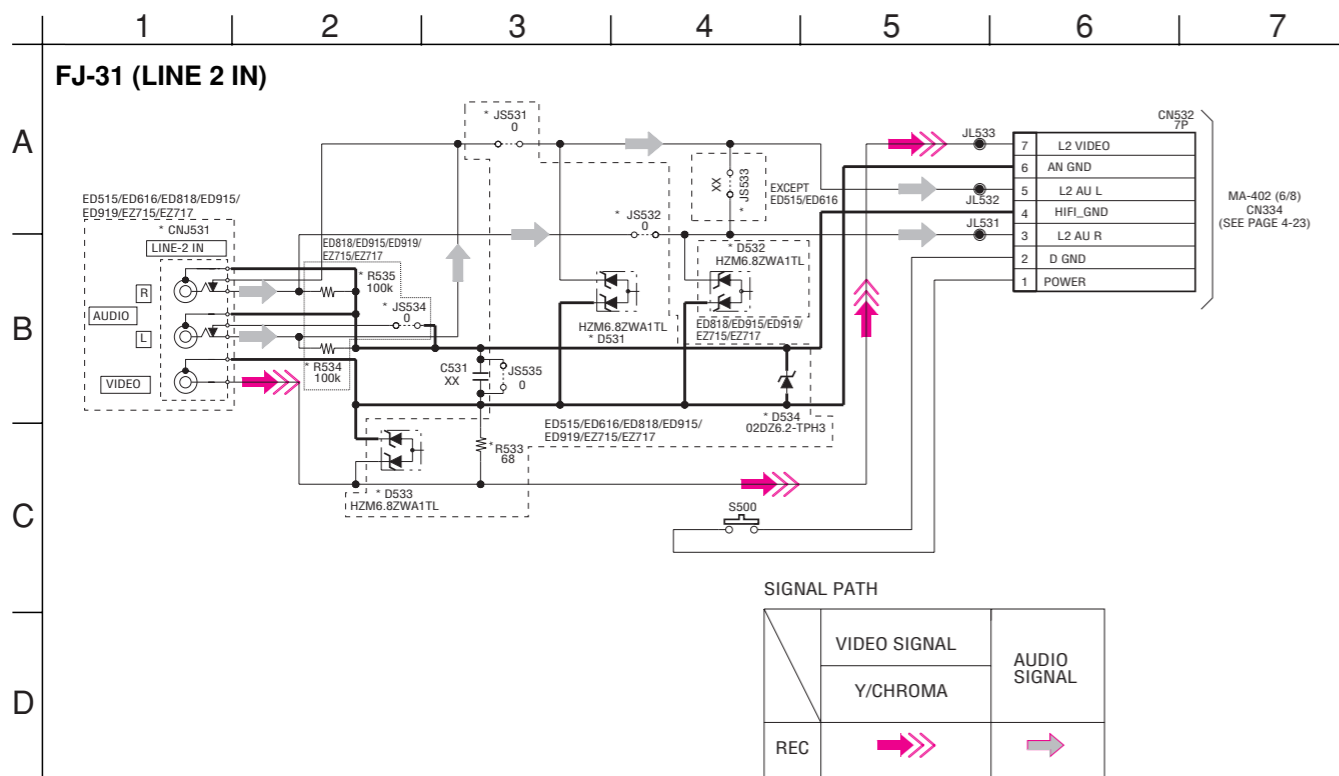 1 2 3 4 5 6 7
FJ-31 (LINE 2 IN)
A
B
C
D
* JS531
0
XX
* JS533
EXCEPT
ED515/ED616
JL533
CN532
7P
7 L2 VIDEO
6 AN GND
5 L2 AU L
4 HIFI_GND
3 L2 AU R
2 D GND
1 POWER
JL532
JL531
MA-402 (6/8)
CN334
(SEE PAGE 4-23)
ED515/ED616/ED818/ED915/
ED919/EZ715/EZ717
* CNJ531
LINE-2 IN
R
AUDIO
L
VIDEO
ED818/ED915/ED919/
EZ715/EZ717
* R535
100k
* JS534
0
* R534
100k
* JS532
0
* D532
HZM6.8ZWA1TL
ED818/ED915/ED919/
EZ715/EZ717
HZM6.8ZWA1TL
* D531
C531
XX
JS535
0
* D534
02DZ6.2-TPH3
ED515/ED616/ED818/ED915/
ED919/EZ715/EZ717
* R533
68
* D533
HZM6.8ZWA1TL
S500
SIGNAL PATH
VIDEO SIGNAL
Y/CHROMA
AUDIO
SIGNAL
REC